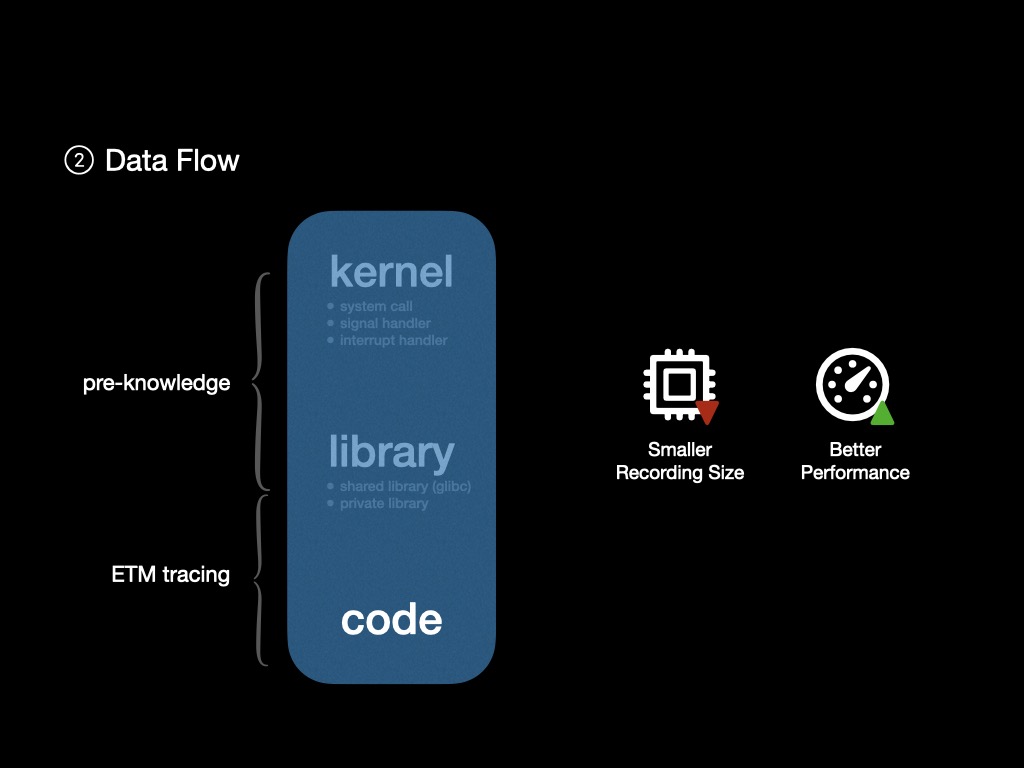 ② Data Flow
kernel
• system call
• signal handler
• interrupt handler
pre-knowledge
library
• shared library (glibc)
• private library
ETM tracing
code
Smaller
Recording Size
Better
Performance